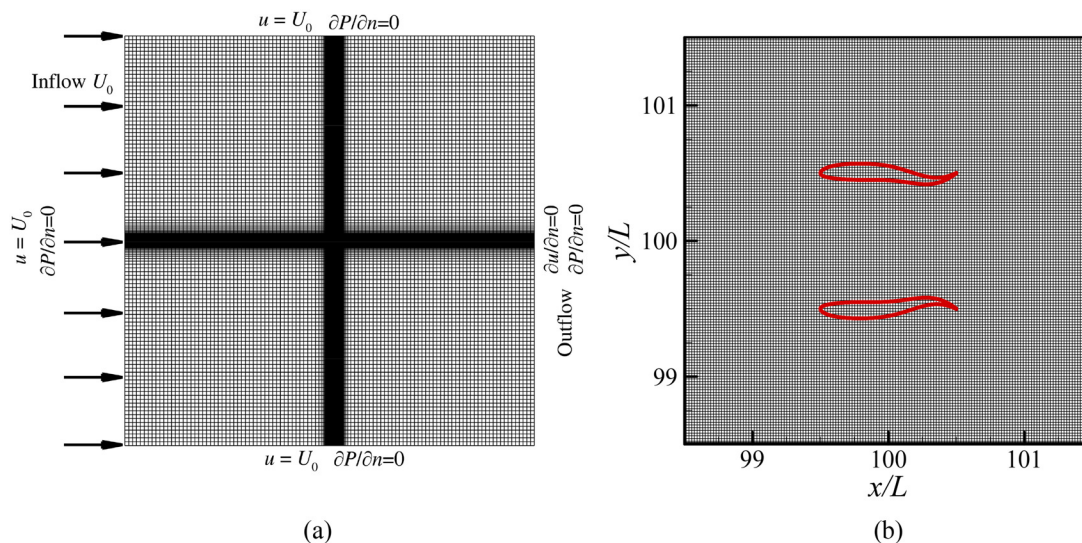 u = U₀ ∂P/∂n=0
Inflow U₀
u = U₀
∂P/∂n=0
∂u/∂n=0
∂P/∂n=0
Outflow
u = U₀ ∂P/∂n=0
(a)
101
100
99
y/L
99
100
101
x/L
(b)